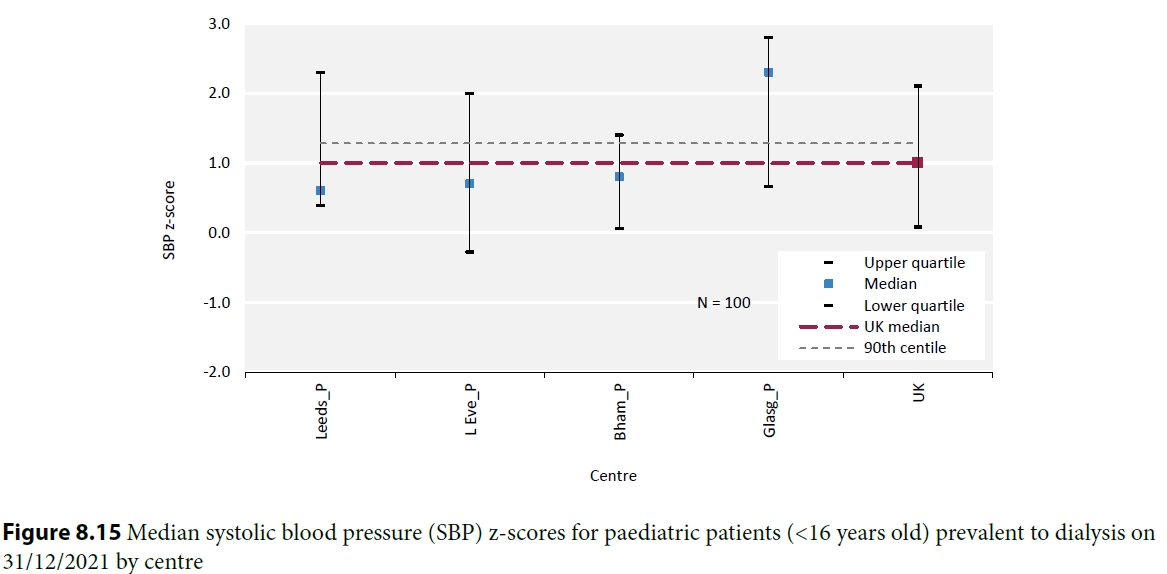 3.0
2.0
1.0
0.0
-1.0
-2.0
SBP z-score
N = 100
Upper quartile
Median
Lower quartile
UK median
90th centile
Leeds_P
L Eve_P
Bham_P
Glasg_P
UK
Centre
Figure 8.15 Median systolic blood pressure (SBP) z-scores for paediatric patients (<16 years old) prevalent to dialysis on
31/12/2021 by centre